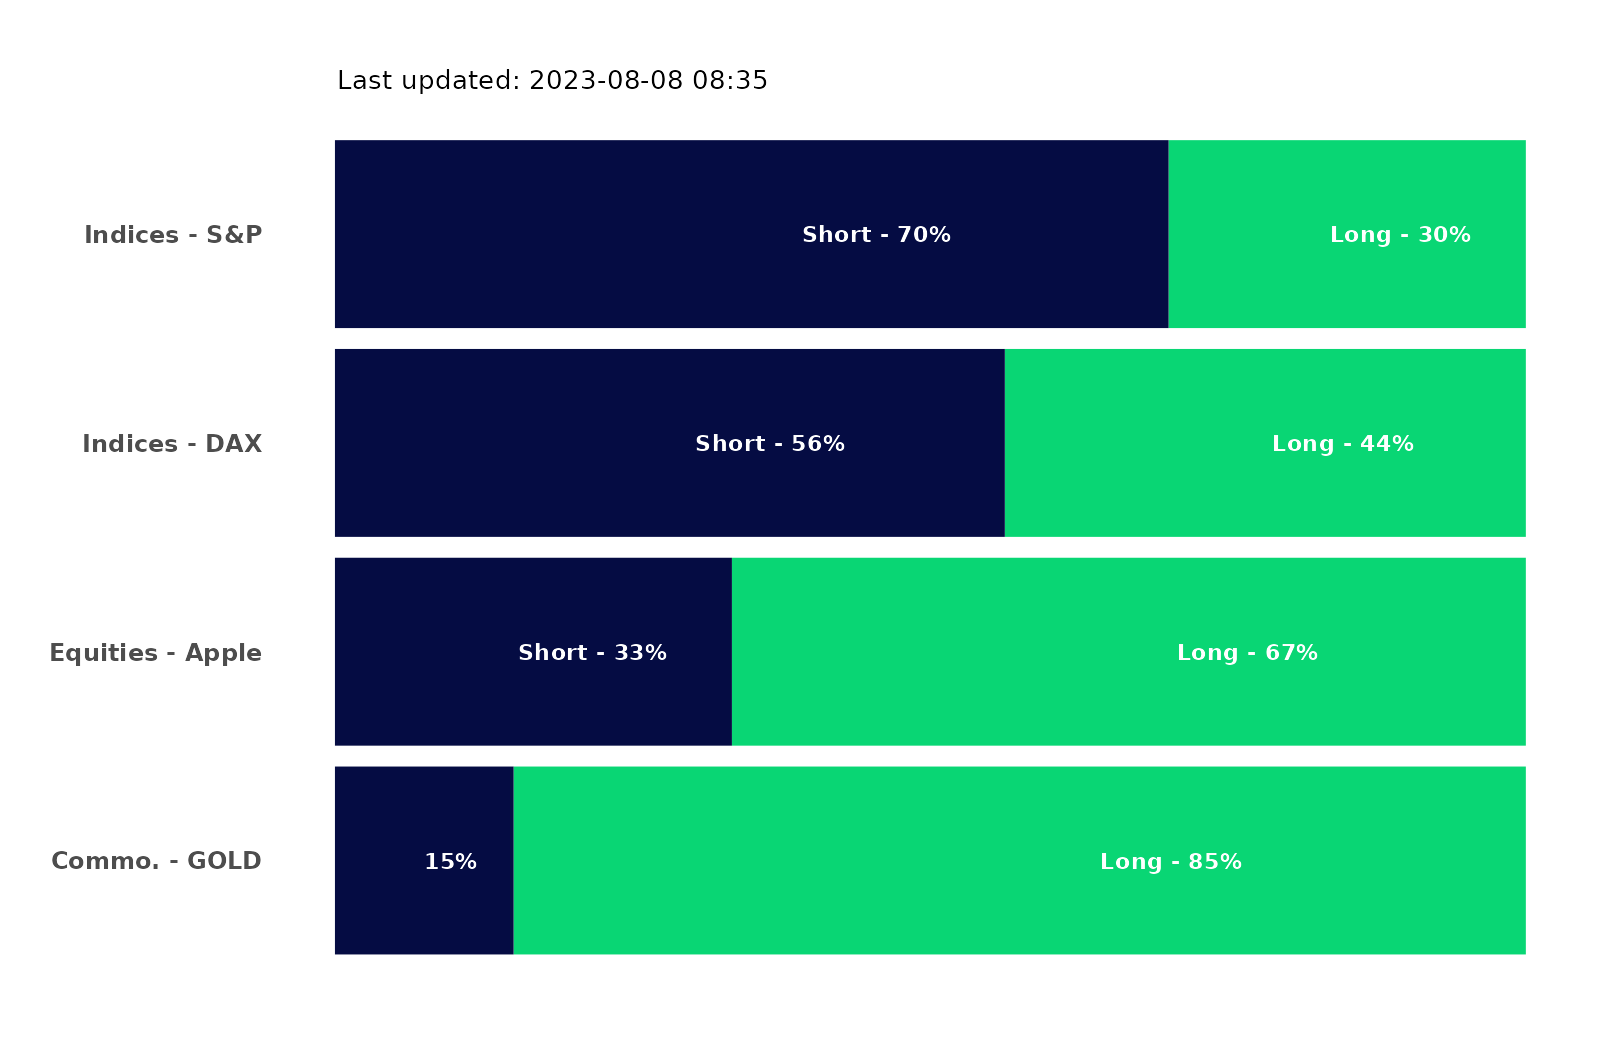 Last updated: 2023-08-08 08:35
Indices - S&P Short - 70% Long - 30%
Indices - DAX Short - 56% Long - 44%
Equities - Apple Short - 33% Long - 67%
Commo. - GOLD 15% Long - 85%